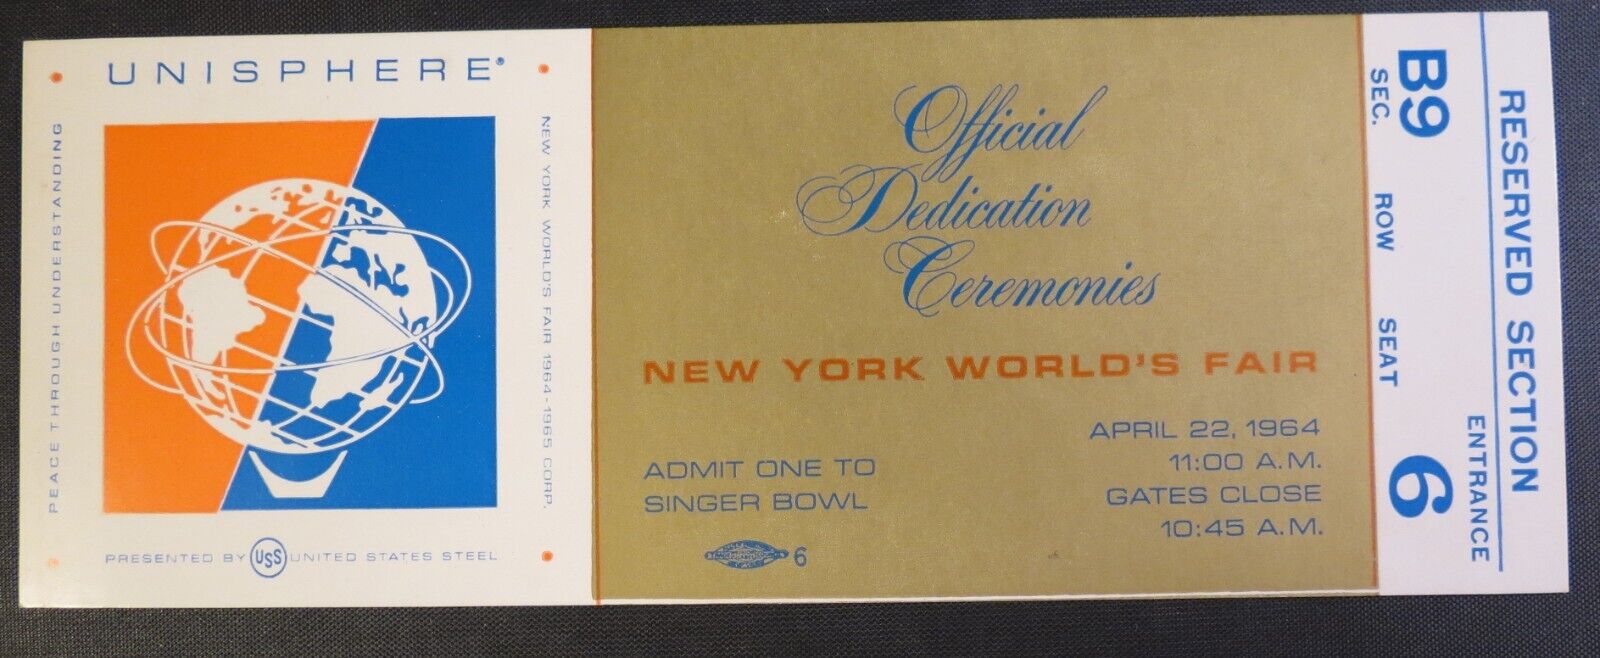 UNISPHERE®
PEACE THROUGH UNDERSTANDING
NEW YORK WORLD'S FAIR 1964-1965 CORP.
PRESENTED BY USS UNITED STATES STEEL
Official
Dedication
Ceremonies
NEW YORK WORLD'S FAIR
APRIL 22, 1964
11:00 A.M.
GATES CLOSE
10:45 A.M.
ADMIT ONE TO
SINGER BOWL
6
RESERVED SECTION
ENTRANCE
B9 6
SEC. ROW SEAT